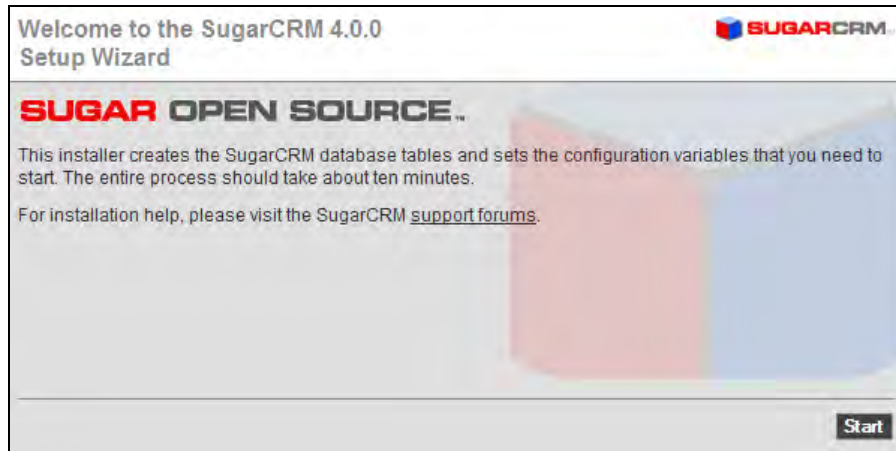 Welcome to the SugarCRM 4.0.0
Setup Wizard
SUGARCRM
SUGAR OPEN SOURCE™
This installer creates the SugarCRM database tables and sets the configuration variables that you need to
start. The entire process should take about ten minutes.
For installation help, please visit the SugarCRM support forums.
Start